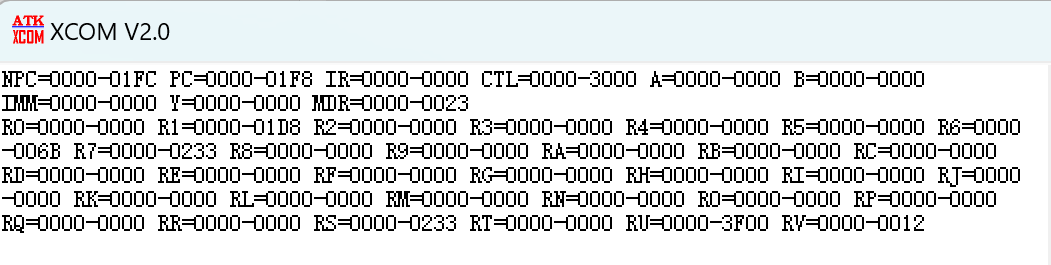 ATK
XCOM XCOM V2.0
NPC=0000-01FC PC=0000-01F8 IR=0000-0000 CTL=0000-3000 A=0000-0000 B=0000-0000
IMM=0000-0000 Y=0000-0000 MDR=0000-0023
R0=0000-0000 R1=0000-01D8 R2=0000-0000 R3=0000-0000 R4=0000-0000 R5=0000-0000 R6=0000
-006B R7=0000-0233 R8=0000-0000 R9=0000-0000 RA=0000-0000 RB=0000-0000 RC=0000-0000
RD=0000-0000 RE=0000-0000 RF=0000-0000 RG=0000-0000 RH=0000-0000 RI=0000-0000 RJ=0000
-0000 RK=0000-0000 RL=0000-0000 RM=0000-0000 RN=0000-0000 RO=0000-0000 RP=0000-0000
RQ=0000-0000 RR=0000-0000 RS=0000-0233 RT=0000-0000 RU=0000-3F00 RV=0000-0012